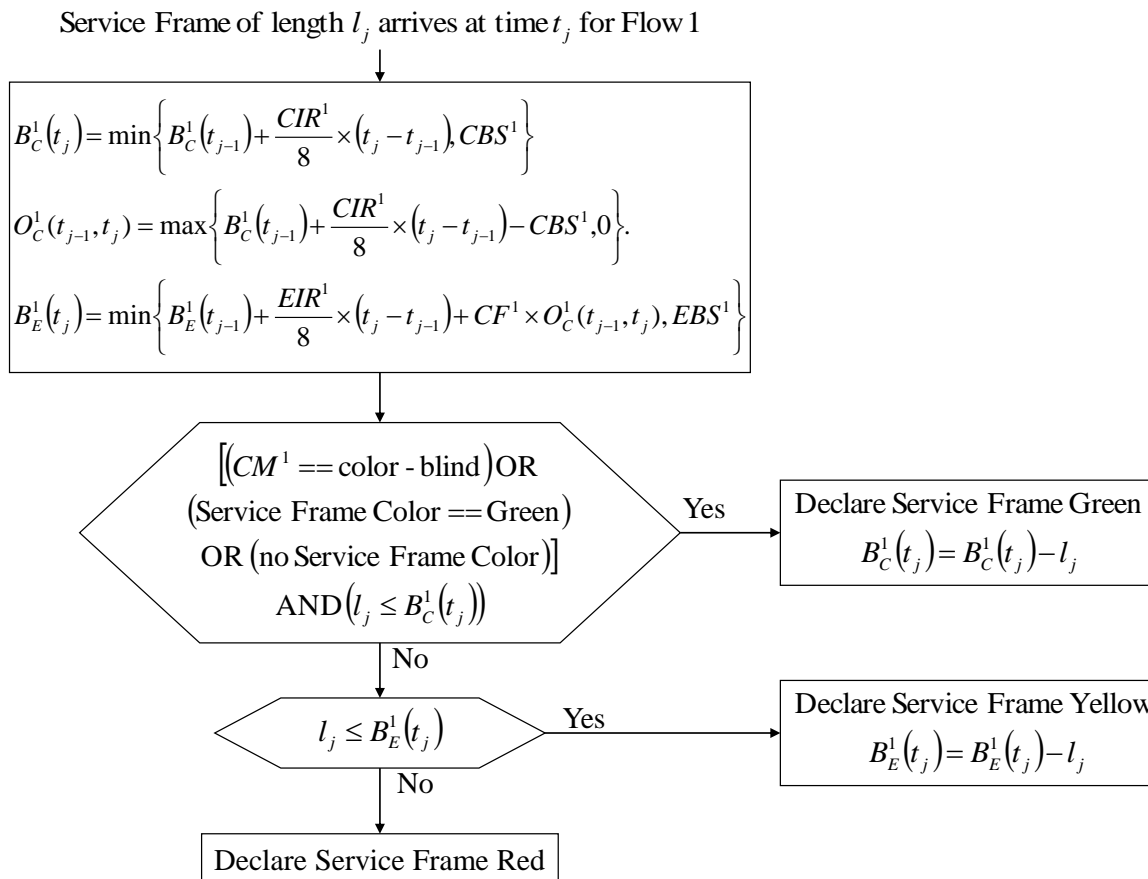 Service Frame of length l_j arrives at time t_j for Flow 1
B_C^1(t_j) = min{B_C^1(t_{j-1}) + CIR^1/8 × (t_j − t_{j-1}), CBS^1}
O_C^1(t_{j-1}, t_j) = max{B_C^1(t_{j-1}) + CIR^1/8 × (t_j − t_{j-1}) − CBS^1, 0}.
B_E^1(t_j) = min{B_E^1(t_{j-1}) + EIR^1/8 × (t_j − t_{j-1}) + CF^1 × O_C^1(t_{j-1}, t_j), EBS^1}
[(CM^1 == color - blind) OR
(Service Frame Color == Green)
OR (no Service Frame Color)]
AND (l_j ≤ B_C^1(t_j))
Yes
Declare Service Frame Green
B_C^1(t_j) = B_C^1(t_j) − l_j
No
l_j ≤ B_E^1(t_j)
Yes
Declare Service Frame Yellow
B_E^1(t_j) = B_E^1(t_j) − l_j
No
Declare Service Frame Red